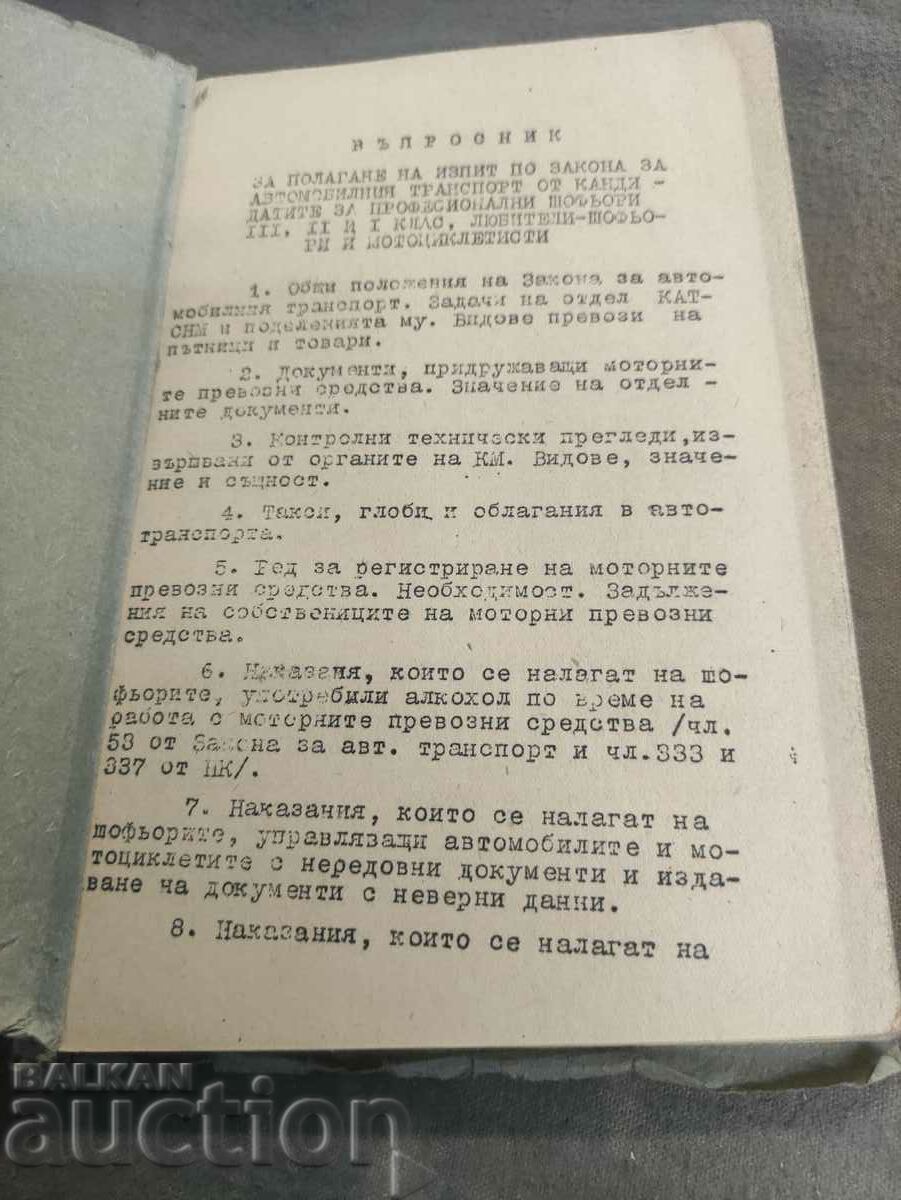 ВЪПРОСНИК
ЗА ПОЛАГАНЕ НА ИЗПИТ ПО ЗАКОНА ЗА
АВТОМОБИЛНИЯ ТРАНСПОРТ ОТ КАНДИ -
ДАТИТЕ ЗА ПРОФЕСИОНАЛНИ ШОФЬОРИ
III, II И I КЛАС, ЛЮБИТЕЛИ-ШОФЬО-
РИ И МОТОЦИКЛЕТИСТИ
1. Общи положения на Закона за авто-
мобилния транспорт. Задачи на отдел КАТ-
СНМ и поделенията му. Видове превози на
пътници и товари.
2. Документи, придружаващи моторни-
те превозни средства. Значение на отдел -
ните документи.
3. Контролни технически прегледи,из-
вършвани от органите на КМ. Видове, значе-
ние и същност.
4. Такси, глоби и облагания в авто-
транспорта.
5. Ред за регистриране на моторните
превозни средства. Необходимост. Задълже-
ния на собствениците на моторни превозни
средства.
6. Наказания, които се налагат на шо-
фьорите, употребили алкохол по време на
работа с моторните превозни средства /чл.
53 от Закона за авт. транспорт и чл.333 и
337 от НК/.
7. Наказания, които се налагат на
шофьорите, управляващи автомобилите и мо-
тоциклетите с нередовни документи и изда-
ване на документи с неверни данни.
8. Наказания, които се налагат на
BALKAN
auction